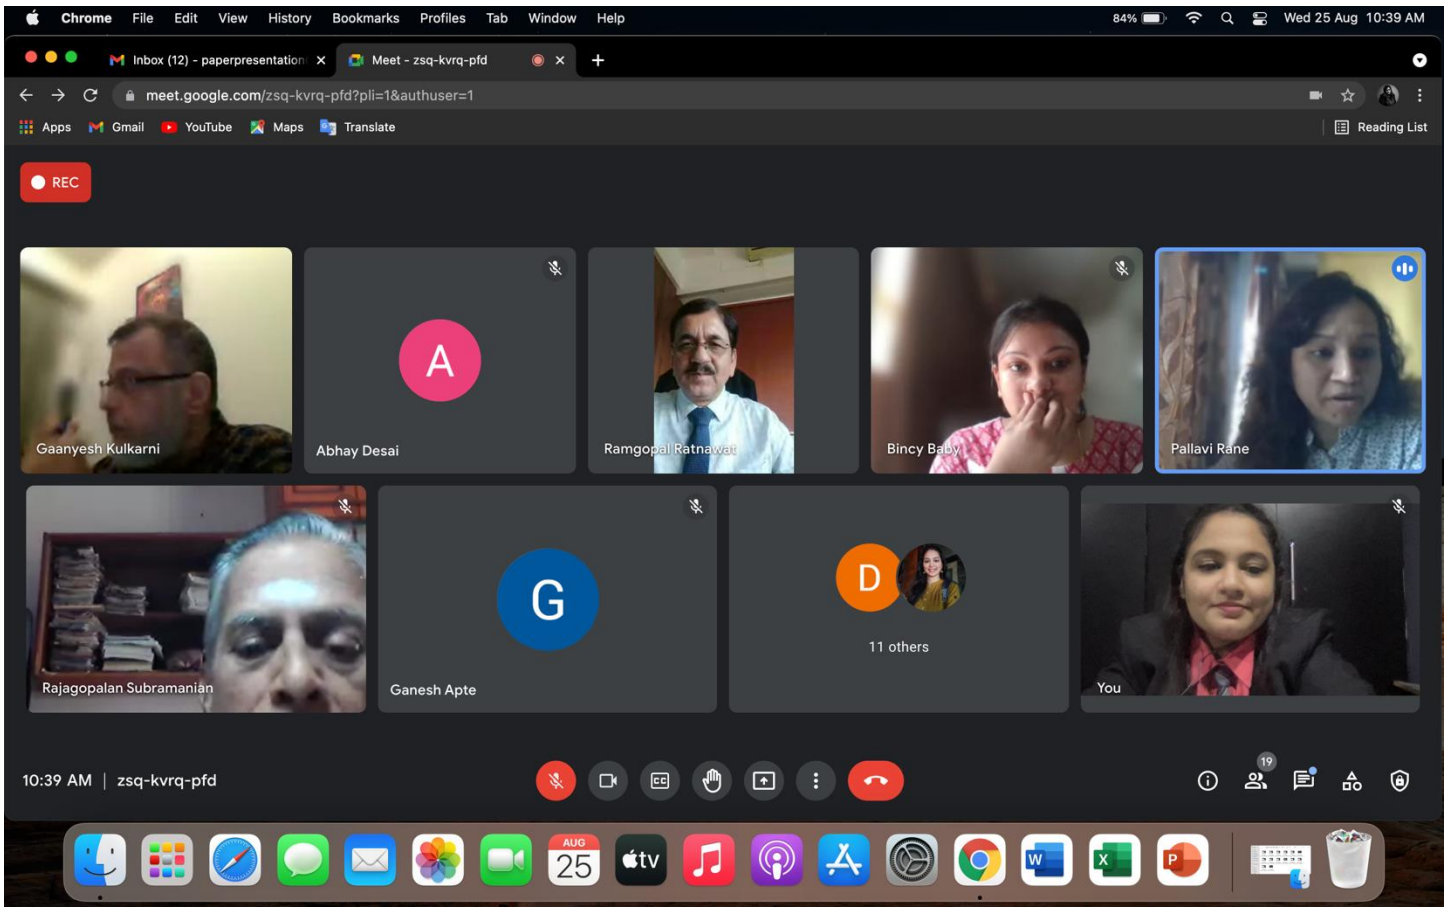 Chrome File Edit View History Bookmarks Profiles Tab Window Help 84% Wed 25 Aug 10:39 AM
Inbox (12) - paperpresentation Meet - zsq-kvrq-pfd
meet.google.com/zsq-kvrq-pfd?pli=1&authuser=1
Apps Gmail YouTube Maps Translate Reading List
REC
A
Gaanyesh Kulkarni Abhay Desai Ramgopal Ratnawat Bincy Baby Pallavi Rane
G
D
11 others
Rajagopalan Subramanian Ganesh Apte You
10:39 AM | zsq-kvrq-pfd CC 19
AUG
25 tv W X P